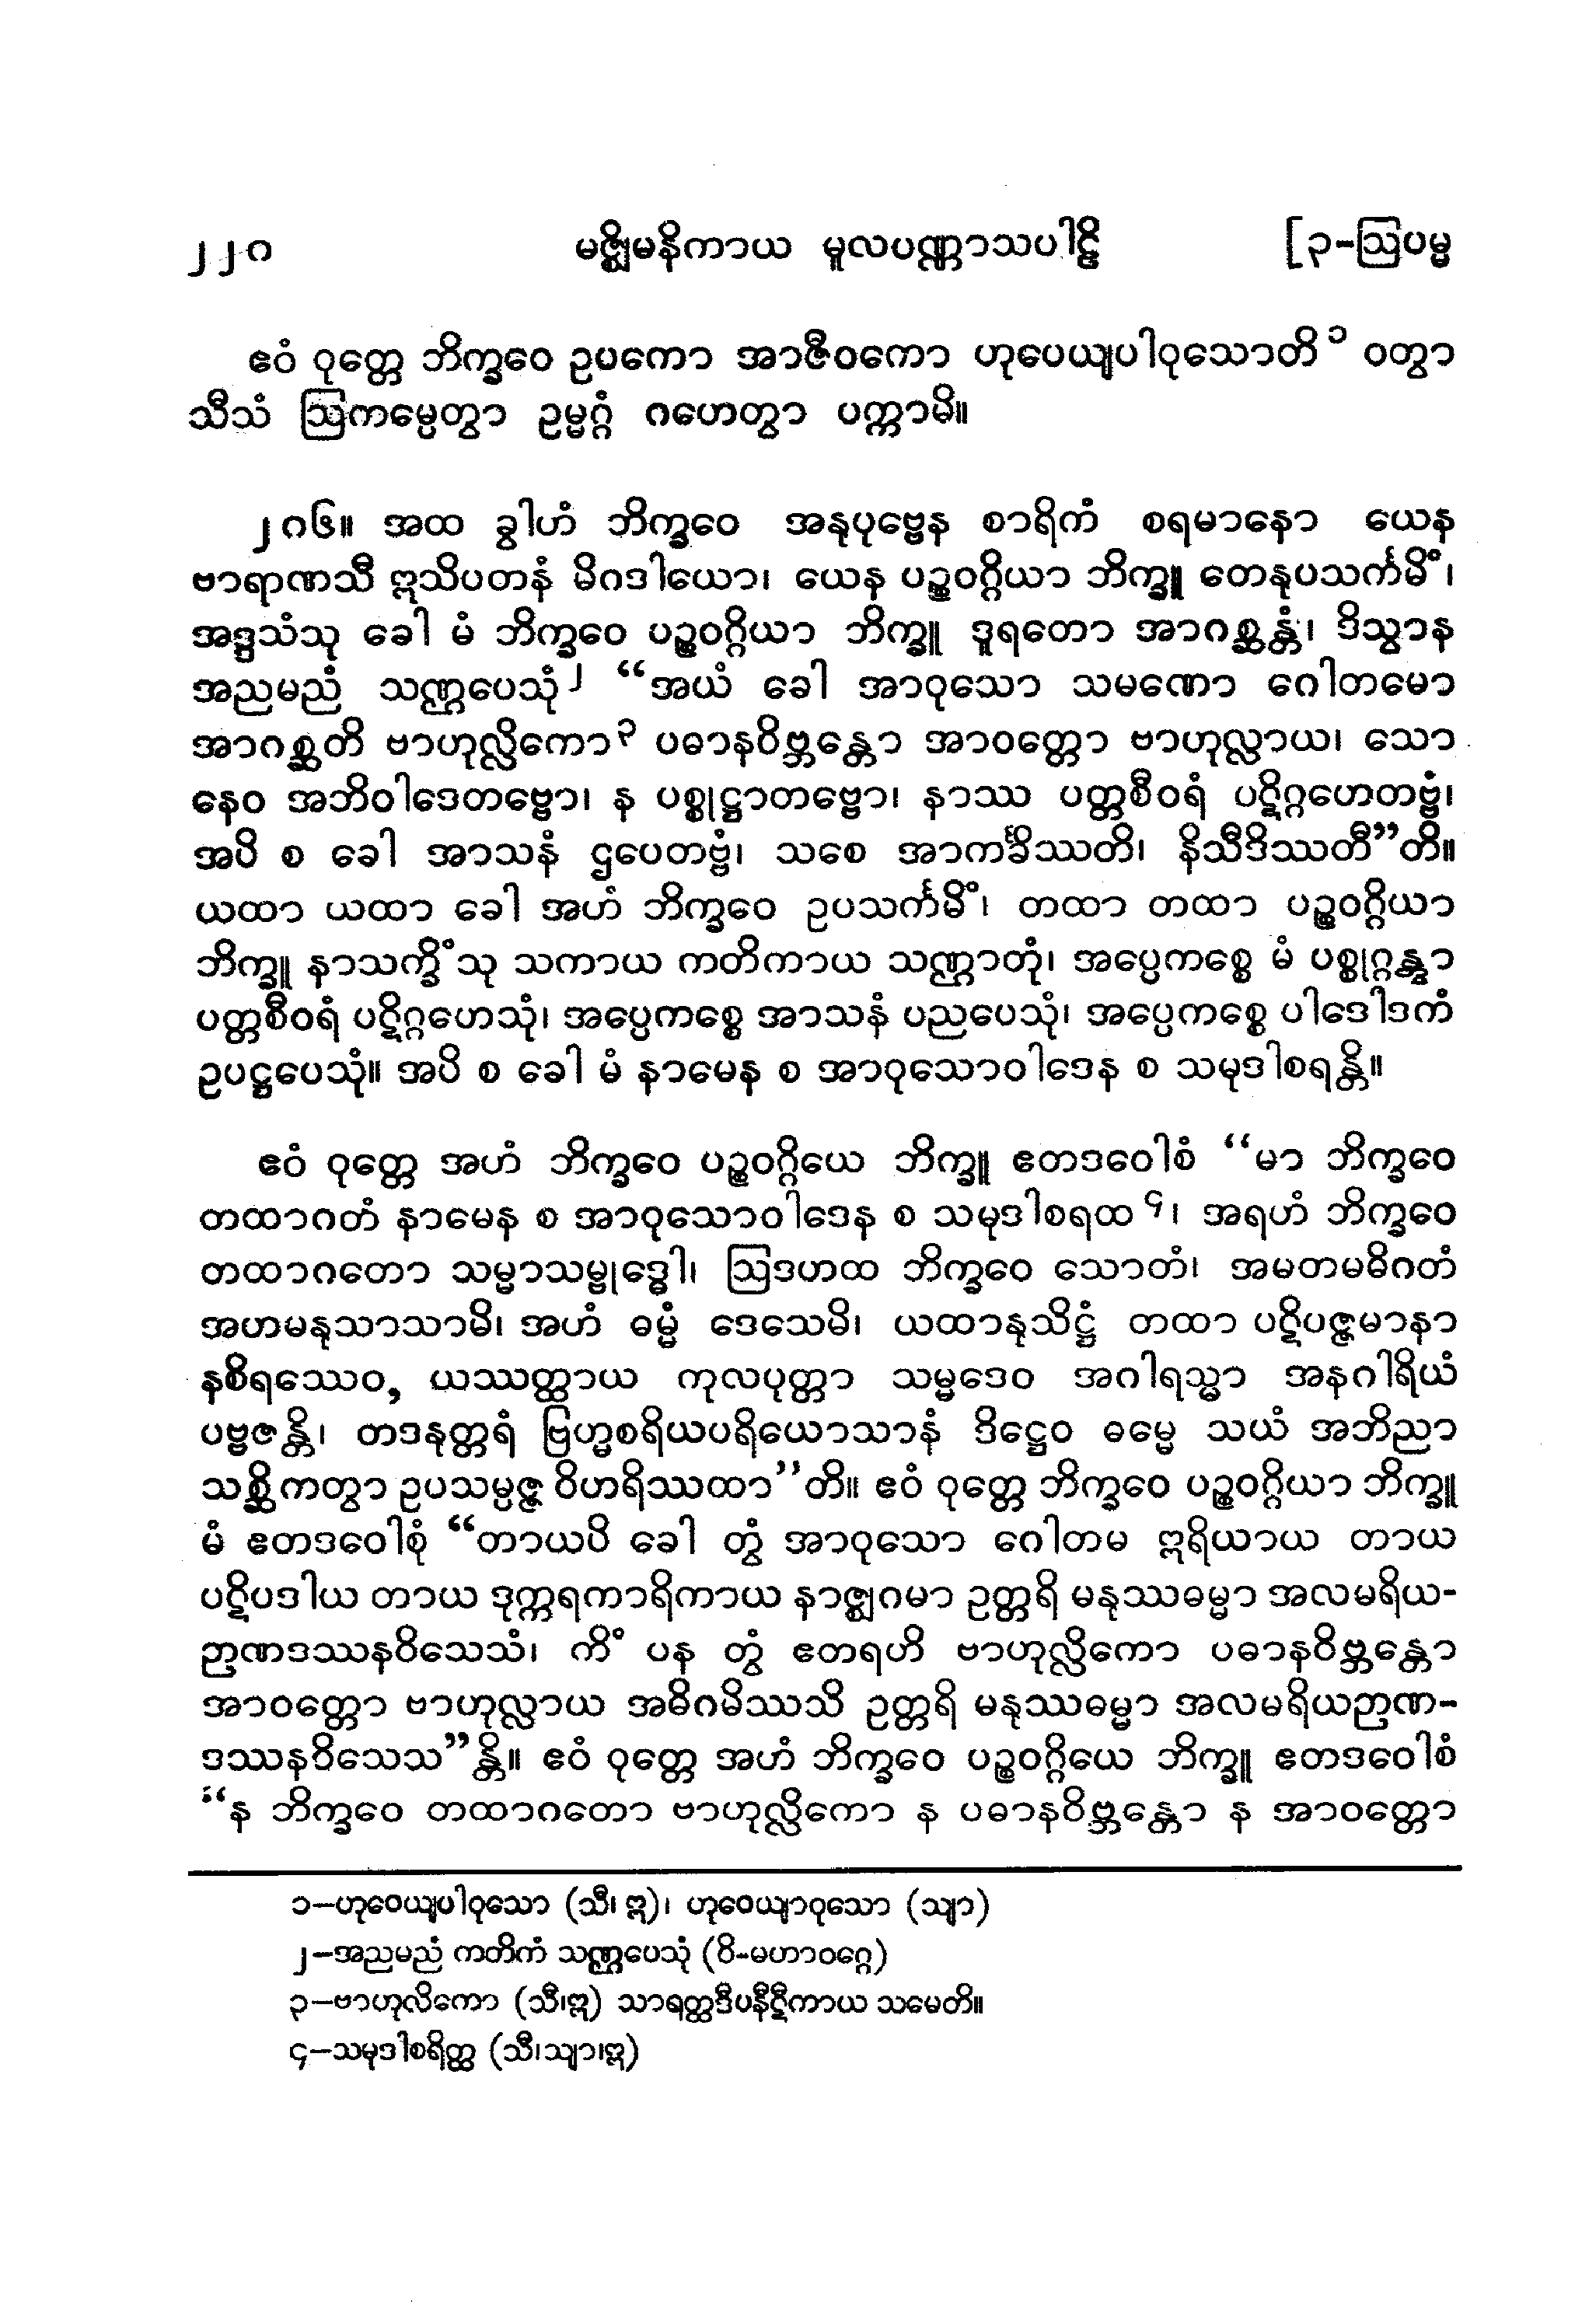 ၂၂၀ မဇ္ဈိမနိကာယ မူလပဏ္ဏာသပါဠိ [၃-ဩပမ္မ
ဧဝံ ဝုတ္တေ ဘိက္ခဝေ ဥပကော အာဇီဝကော ဟုပေယျပါဝုသောတိ၁ ဝတွာ
သီသံ ဩကမ္ပေတွာ ဥမ္မဂ္ဂံ ဂဟေတွာ ပက္ကာမိ။
၂၈၆။ အထ ခွါဟံ ဘိက္ခဝေ အနုပုဗ္ဗေန စာရိကံ စရမာနော ယေန
ဗာရာဏသီ ဣသိပတနံ မိဂဒါယော၊ ယေန ပဉ္စဝဂ္ဂိယာ ဘိက္ခူ တေနုပသင်္ကမိံ၊
အဒ္ဒသံသု ခေါ မံ ဘိက္ခဝေ ပဉ္စဝဂ္ဂိယာ ဘိက္ခူ ဒူရတော အာဂစ္ဆန္တံ၊ ဒိသွာန
အညမညံ သဏ္ဌပေသုံ၂ “အယံ ခေါ အာဝုသော သမဏော ဂေါတမော
အာဂစ္ဆတိ ဗာဟုလ္လိကော၃ ပဓာနဝိဗ္ဘန္တော အာဝတ္တော ဗာဟုလ္လာယ၊ သော
နေဝ အဘိဝါဒေတဗ္ဗော၊ န ပစ္စုဋ္ဌာတဗ္ဗော၊ နာဿ ပတ္တစီဝရံ ပဋိဂ္ဂဟေတဗ္ဗံ၊
အပိ စ ခေါ အာသနံ ဌပေတဗ္ဗံ၊ သစေ အာကင်္ခိဿတိ၊ နိသီဒိဿတီ”တိ။
ယထာ ယထာ ခေါ အဟံ ဘိက္ခဝေ ဥပသင်္ကမိံ၊ တထာ တထာ ပဉ္စဝဂ္ဂိယာ
ဘိက္ခူ နာသက္ခိံသု သကာယ ကတိကာယ သဏ္ဌာတုံ၊ အပ္ပေကစ္စေ မံ ပစ္စုဂ္ဂန္တွာ
ပတ္တစီဝရံ ပဋိဂ္ဂဟေသုံ၊ အပ္ပေကစ္စေ အာသနံ ပညပေသုံ၊ အပ္ပေကစ္စေ ပါဒေါဒကံ
ဥပဋ္ဌပေသုံ။ အပိ စ ခေါ မံ နာမေန စ အာဝုသောဝါဒေန စ သမုဒါစရန္တိ။
ဧဝံ ဝုတ္တေ အဟံ ဘိက္ခဝေ ပဉ္စဝဂ္ဂိယေ ဘိက္ခူ ဧတဒဝေါစံ “မာ ဘိက္ခဝေ
တထာဂတံ နာမေန စ အာဝုသောဝါဒေန စ သမုဒါစရထ၄၊ အရဟံ ဘိက္ခဝေ
တထာဂတော သမ္မာသမ္ဗုဒ္ဓေါ၊ ဩဒဟထ ဘိက္ခဝေ သောတံ၊ အမတမဓိဂတံ
အဟမနုသာသာမိ၊ အဟံ ဓမ္မံ ဒေသေမိ၊ ယထာနုသိဋ္ဌံ တထာ ပဋိပဇ္ဇမာနာ
နစိရဿေဝ, ယဿတ္ထာယ ကုလပုတ္တာ သမ္မဒေဝ အဂါရသ္မာ အနဂါရိယံ
ပဗ္ဗဇန္တိ၊ တဒနုတ္တရံ ဗြဟ္မစရိယပရိယောသာနံ ဒိဋ္ဌေဝ ဓမ္မေ သယံ အဘိညာ
သစ္ဆိကတွာ ဥပသမ္ပဇ္ဇ ဝိဟရိဿထာ”တိ။ ဧဝံ ဝုတ္တေ ဘိက္ခဝေ ပဉ္စဝဂ္ဂိယာ ဘိက္ခူ
မံ ဧတဒဝေါစုံ “တာယပိ ခေါ တွံ အာဝုသော ဂေါတမ ဣရိယာယ တာယ
ပဋိပဒါယ တာယ ဒုက္ကရကာရိကာယ နာဇ္ဈဂမာ ဥတ္တရိ မနုဿဓမ္မာ အလမရိယ-
ဉာဏဒဿနဝိသေသံ၊ ကိံ ပန တွံ ဧတရဟိ ဗာဟုလ္လိကော ပဓာနဝိဗ္ဘန္တော
အာဝတ္တော ဗာဟုလ္လာယ အဓိဂမိဿသိ ဥတ္တရိ မနုဿဓမ္မာ အလမရိယဉာဏ-
ဒဿနဝိသေသ”န္တိ။ ဧဝံ ဝုတ္တေ အဟံ ဘိက္ခဝေ ပဉ္စဝဂ္ဂိယေ ဘိက္ခူ ဧတဒဝေါစံ
“န ဘိက္ခဝေ တထာဂတော ဗာဟုလ္လိကော န ပဓာနဝိဗ္ဘန္တော န အာဝတ္တော
၁–ဟုဝေယျပါဝုသော (သီ၊ ဣ)၊ ဟုဝေယျာဝုသော (သျာ)
၂–အညမညံ ကတိကံ သဏ္ဌပေသုံ (ဝိ-မဟာဝဂ္ဂေ)
၃–ဗာဟုလိကော (သီ၊ဣ) သာရတ္ထဒီပနီဋီကာယ သမေတိ။
၄–သမုဒါစရိတ္ထ (သီ၊သျာ၊ဣ)